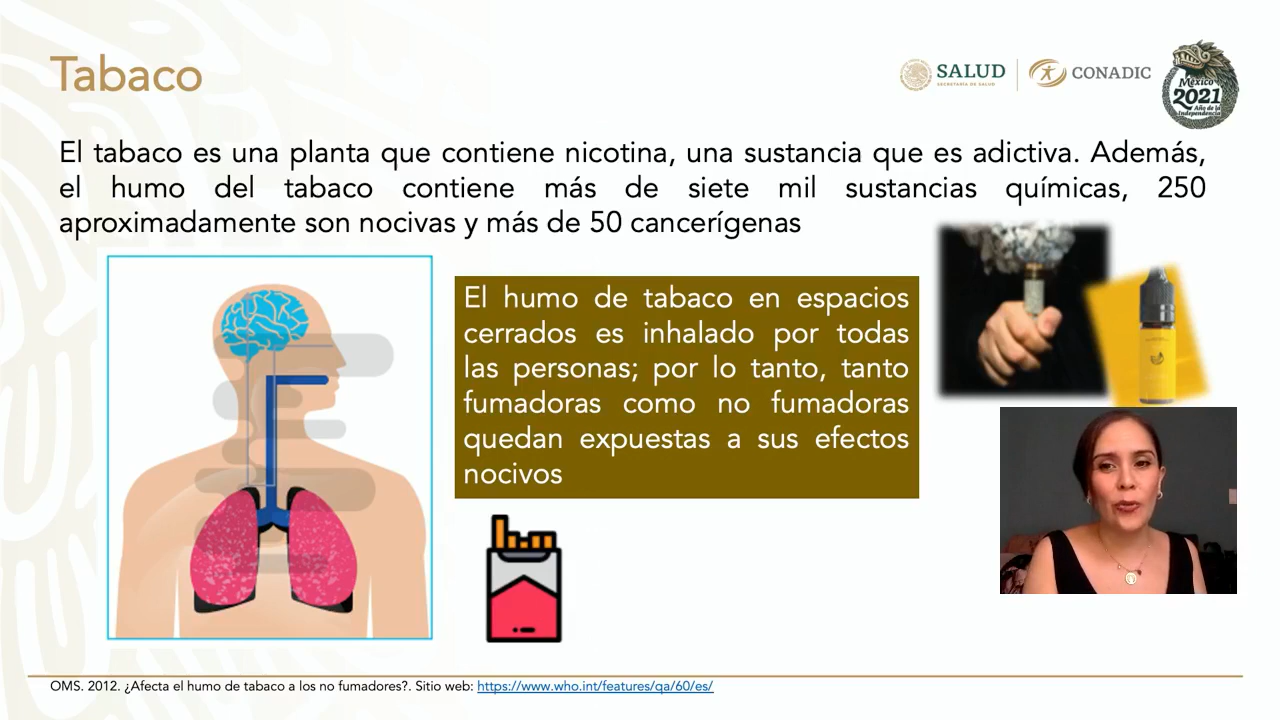 Tabaco
SALUD
SECRETARÍA DE SALUD
CONADIC
México
2021
Año de la
Independencia
El tabaco es una planta que contiene nicotina, una sustancia que es adictiva. Además,
el humo del tabaco contiene más de siete mil sustancias químicas, 250
aproximadamente son nocivas y más de 50 cancerígenas
El humo de tabaco en espacios
cerrados es inhalado por todas
las personas; por lo tanto, tanto
fumadoras como no fumadoras
quedan expuestas a sus efectos
nocivos
OMS. 2012. ¿Afecta el humo de tabaco a los no fumadores?. Sitio web: https://www.who.int/features/qa/60/es/